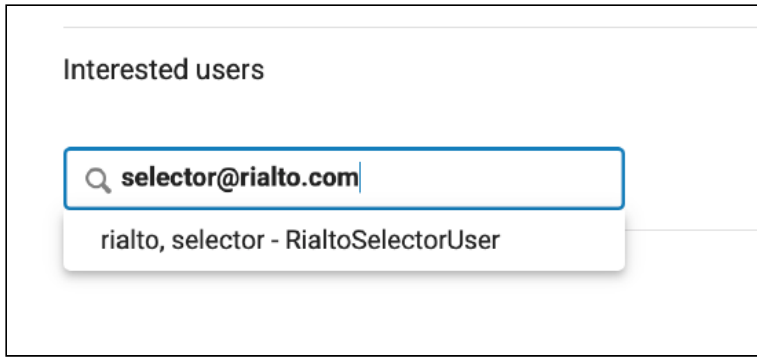 Interested users
selector@rialto.com
rialto, selector - RialtoSelectorUser